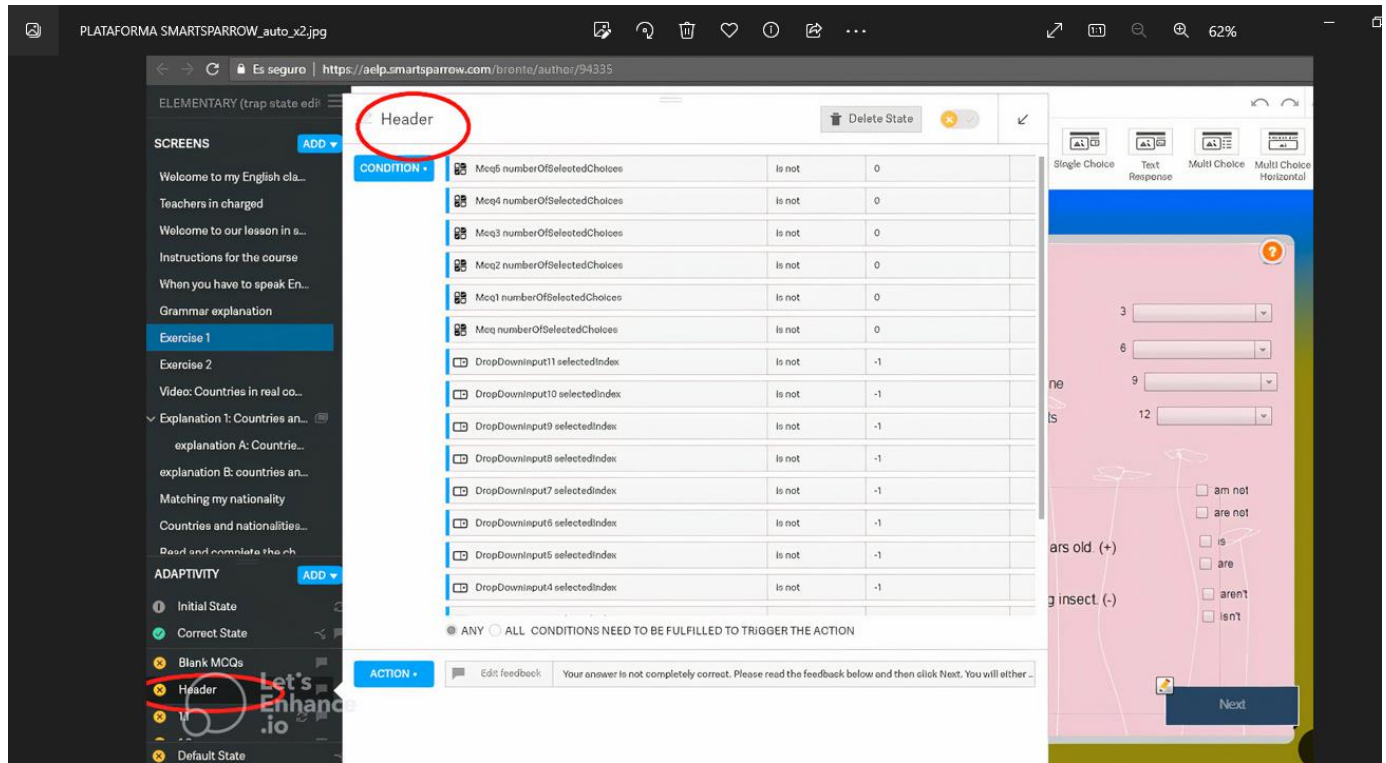 PLATAFORMA SMARTSPARROW_auto_x2.jpg
62%
Es seguro | https://aelp.smartsparrow.com/bronte/author/94335
ELEMENTARY (trap state edi
SCREENS
ADD
Welcome to my English cla...
Teachers in charged
Welcome to our lesson in s...
Instructions for the course
When you have to speak En...
Grammar explanation
Exercise 1
Exercise 2
Video: Countries in real co...
Explanation 1: Countries an...
explanation A: Countrie...
explanation B: countries an...
Matching my nationality
Countries and nationalities...
Read and complete the ch
ADAPTIVITY
ADD
Initial State
Correct State
Blank MCQs
Header
1.1
Default State
Let's
Enhance
.io
Header
Delete State
CONDITION
Mcq5 numberOfSelectedChoices Is not 0
Mcq4 numberOfSelectedChoices Is not 0
Mcq3 numberOfSelectedChoices Is not 0
Mcq2 numberOfSelectedChoices Is not 0
Mcq1 numberOfSelectedChoices Is not 0
Mcq numberOfSelectedChoices Is not 0
DropDownInput11 selectedIndex Is not -1
DropDownInput10 selectedIndex Is not -1
DropDownInput9 selectedIndex Is not -1
DropDownInput8 selectedIndex Is not -1
DropDownInput7 selectedIndex Is not -1
DropDownInput6 selectedIndex Is not -1
DropDownInput5 selectedIndex Is not -1
DropDownInput4 selectedIndex Is not -1
ANY ALL CONDITIONS NEED TO BE FULFILLED TO TRIGGER THE ACTION
ACTION
Edit feedback Your answer is not completely correct. Please read the feedback below and then click Next. You will either ...
Single Choice
Text Response
Multi Choice
Multi Choice Horizontal
?
3
6
ne 9
ts 12
am not
are not
ars old. (+)
is
are
g insect. (-)
aren't
isn't
Next